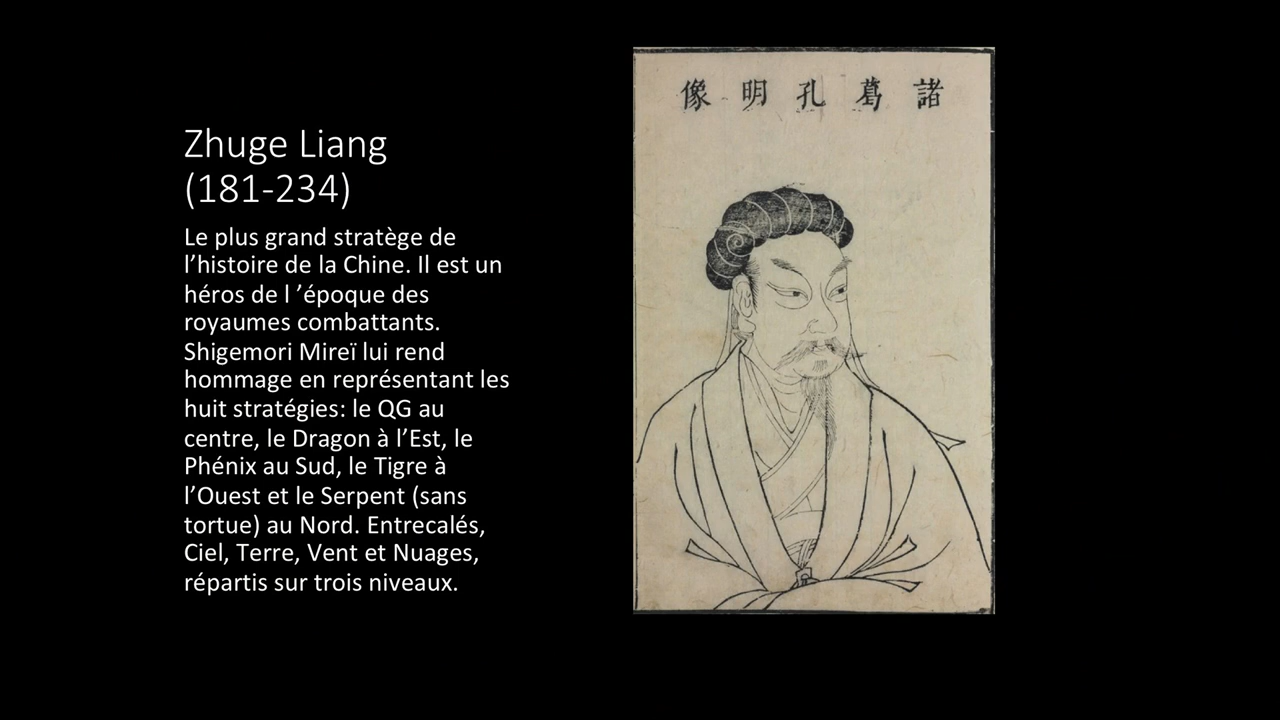 Zhuge Liang
(181-234)
Le plus grand stratège de
l’histoire de la Chine. Il est un
héros de l ’époque des
royaumes combattants.
Shigemori Mireï lui rend
hommage en représentant les
huit stratégies: le QG au
centre, le Dragon à l’Est, le
Phénix au Sud, le Tigre à
l’Ouest et le Serpent (sans
tortue) au Nord. Entrecalés,
Ciel, Terre, Vent et Nuages,
répartis sur trois niveaux.
諸葛孔明像